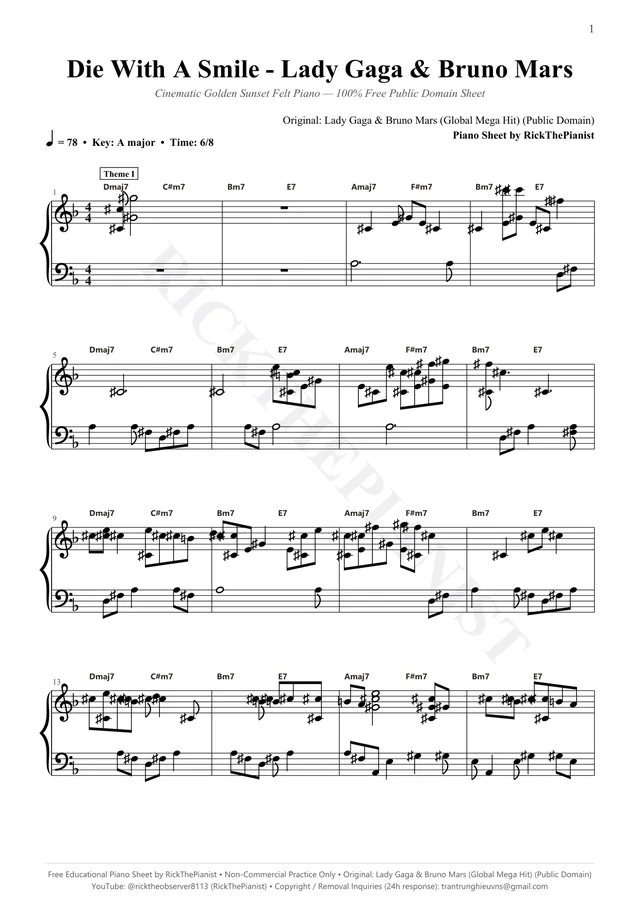 1
Die With A Smile - Lady Gaga & Bruno Mars
Cinematic Golden Sunset Felt Piano — 100% Free Public Domain Sheet
Original: Lady Gaga & Bruno Mars (Global Mega Hit) (Public Domain)
♩ = 78 • Key: A major • Time: 6/8 Piano Sheet by RickThePianist
Theme I
Dmaj7 C#m7 Bm7 E7 Amaj7 F#m7 Bm7 E7
1
4 4
4 4
5
Dmaj7 C#m7 Bm7 E7 Amaj7 F#m7 Bm7 E7
9
Dmaj7 C#m7 Bm7 E7 Amaj7 F#m7 Bm7 E7
13
Dmaj7 C#m7 Bm7 E7 Amaj7 F#m7 Bm7 E7
RICKTHEPIANIST
Free Educational Piano Sheet by RickThePianist • Non-Commercial Practice Only • Original: Lady Gaga & Bruno Mars (Global Mega Hit) (Public Domain)
YouTube: @ricktheobserver8113 (RickThePianist) • Copyright / Removal Inquiries (24h response): trantrunghieuvns@gmail.com